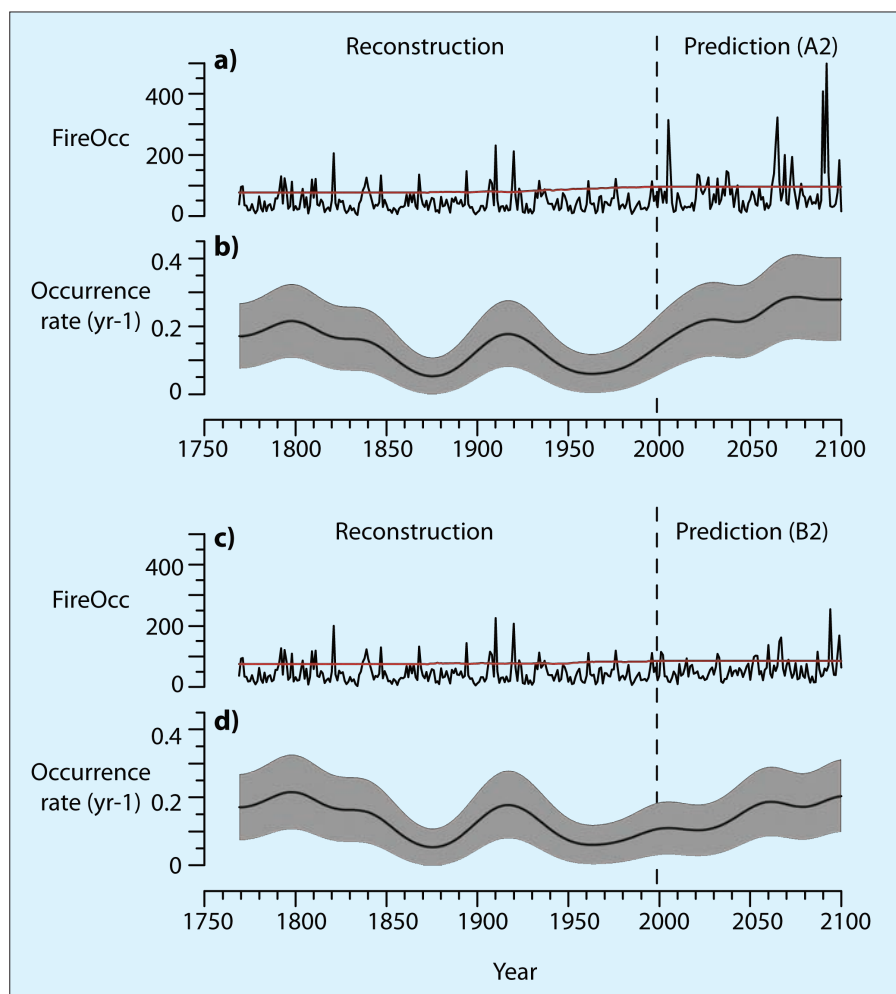 Reconstruction Prediction (A2)
a)
400
FireOcc
200
0
b)
0.4
Occurrence
rate (yr-1)
0.2
0
1750 1800 1850 1900 1950 2000 2050 2100
Reconstruction Prediction (B2)
c)
400
FireOcc
200
0
d)
0.4
Occurrence
rate (yr-1) 0.2
0
1750 1800 1850 1900 1950 2000 2050 2100
Year